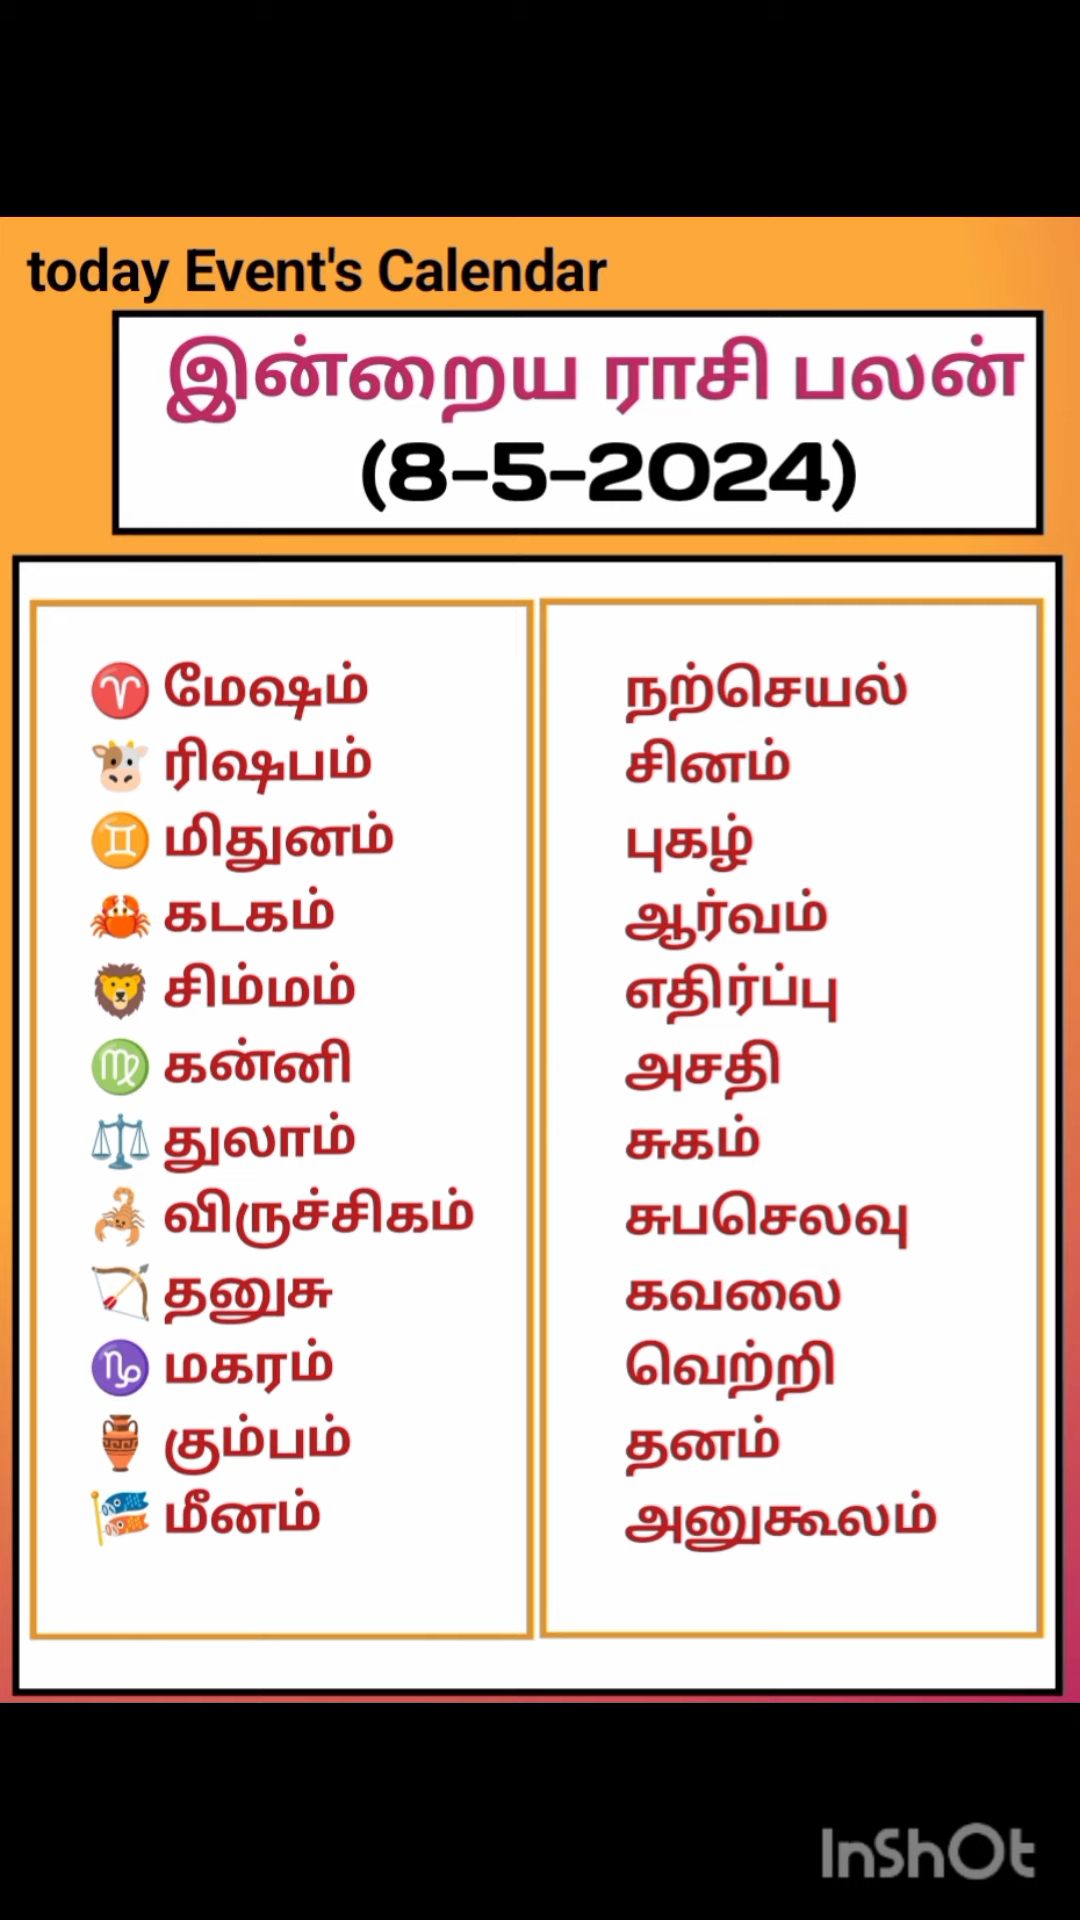 today Event's Calendar
இன்றைய ராசி பலன்
(8-5-2024)
♈ மேஷம் நற்செயல்
🐮 ரிஷபம் சினம்
♊ மிதுனம் புகழ்
🦀 கடகம் ஆர்வம்
🦁 சிம்மம் எதிர்ப்பு
♍ கன்னி அசதி
⚖️ துலாம் சுகம்
🦂 விருச்சிகம் சுபசெலவு
🏹 தனுசு கவலை
♑ மகரம் வெற்றி
🏺 கும்பம் தனம்
🎏 மீனம் அனுகூலம்
InShOt